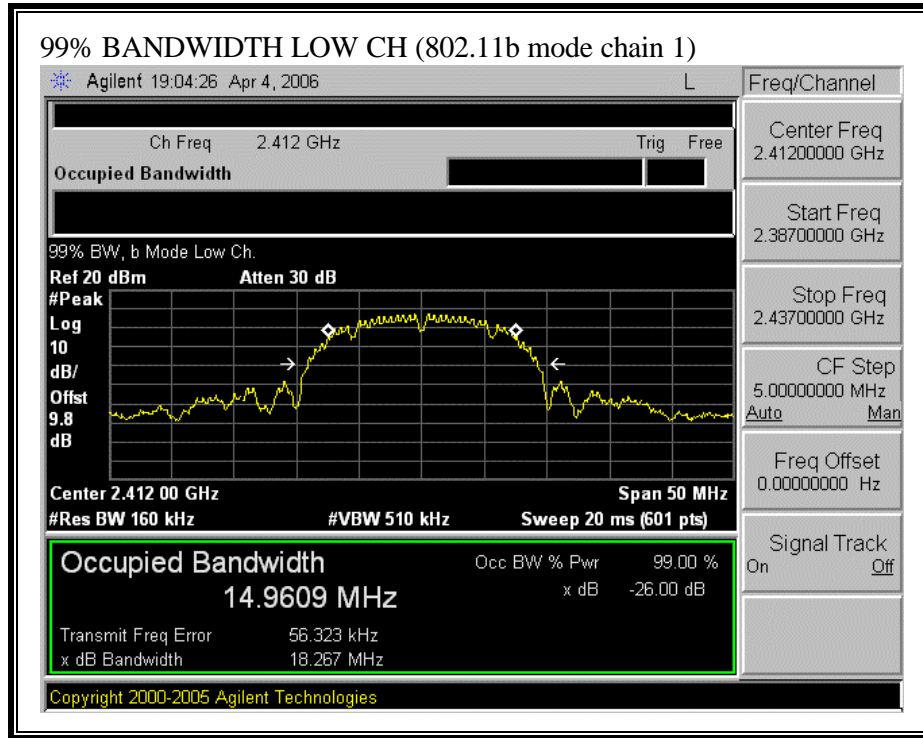 99% BANDWIDTH LOW CH (802.11b mode chain 1)
Agilent 19:04:26 Apr 4, 2006 L
Freq/Channel
Ch Freq 2.412 GHz Trig Free
Occupied Bandwidth
99% BW, b Mode Low Ch.
Ref 20 dBm Atten 30 dB
#Peak
Log
10
dB/
Offst
9.8
dB
Center 2.412 00 GHz Span 50 MHz
#Res BW 160 kHz #VBW 510 kHz Sweep 20 ms (601 pts)
Occupied Bandwidth
14.9609 MHz
Occ BW % Pwr 99.00 %
x dB -26.00 dB
Transmit Freq Error 56.323 kHz
x dB Bandwidth 18.267 MHz
Copyright 2000-2005 Agilent Technologies
Center Freq
2.41200000 GHz
Start Freq
2.38700000 GHz
Stop Freq
2.43700000 GHz
CF Step
5.00000000 MHz
Auto Man
Freq Offset
0.00000000 Hz
Signal Track
On Off